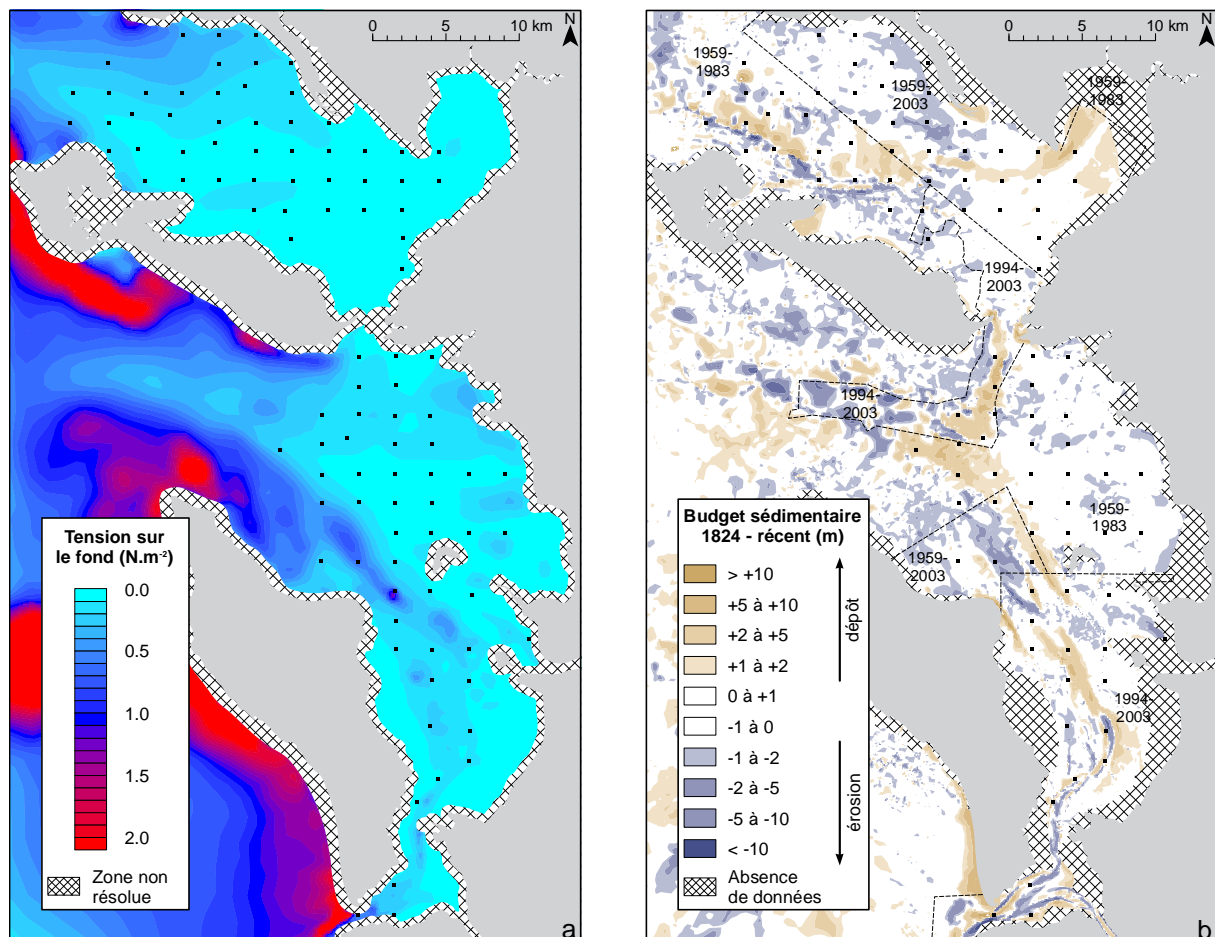 0 5 10 km
N
Tension sur
le fond (N.m⁻²)
0.0
0.5
1.0
1.5
2.0
Zone non
résolue
a
0 5 10 km
N
1959-
1983
1959-
2003
1959-
1983
1994-
2003
1994-
2003
1959-
1983
1959-
2003
1994-
2003
Budget sédimentaire
1824 - récent (m)
> +10
+5 à +10
+2 à +5
+1 à +2
0 à +1
-1 à 0
-1 à -2
-2 à -5
-5 à -10
< -10
dépôt
érosion
Absence
de données
b